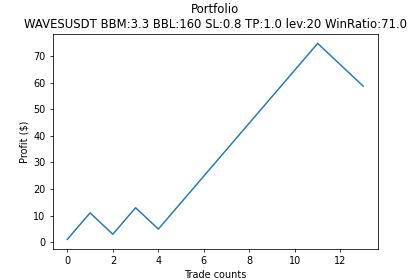 Portfolio
WAVESUSDT BBM:3.3 BBL:160 SL:0.8 TP:1.0 lev:20 WinRatio:71.0
Profit ($)
70
60
50
40
30
20
10
0
0 2 4 6 8 10 12
Trade counts